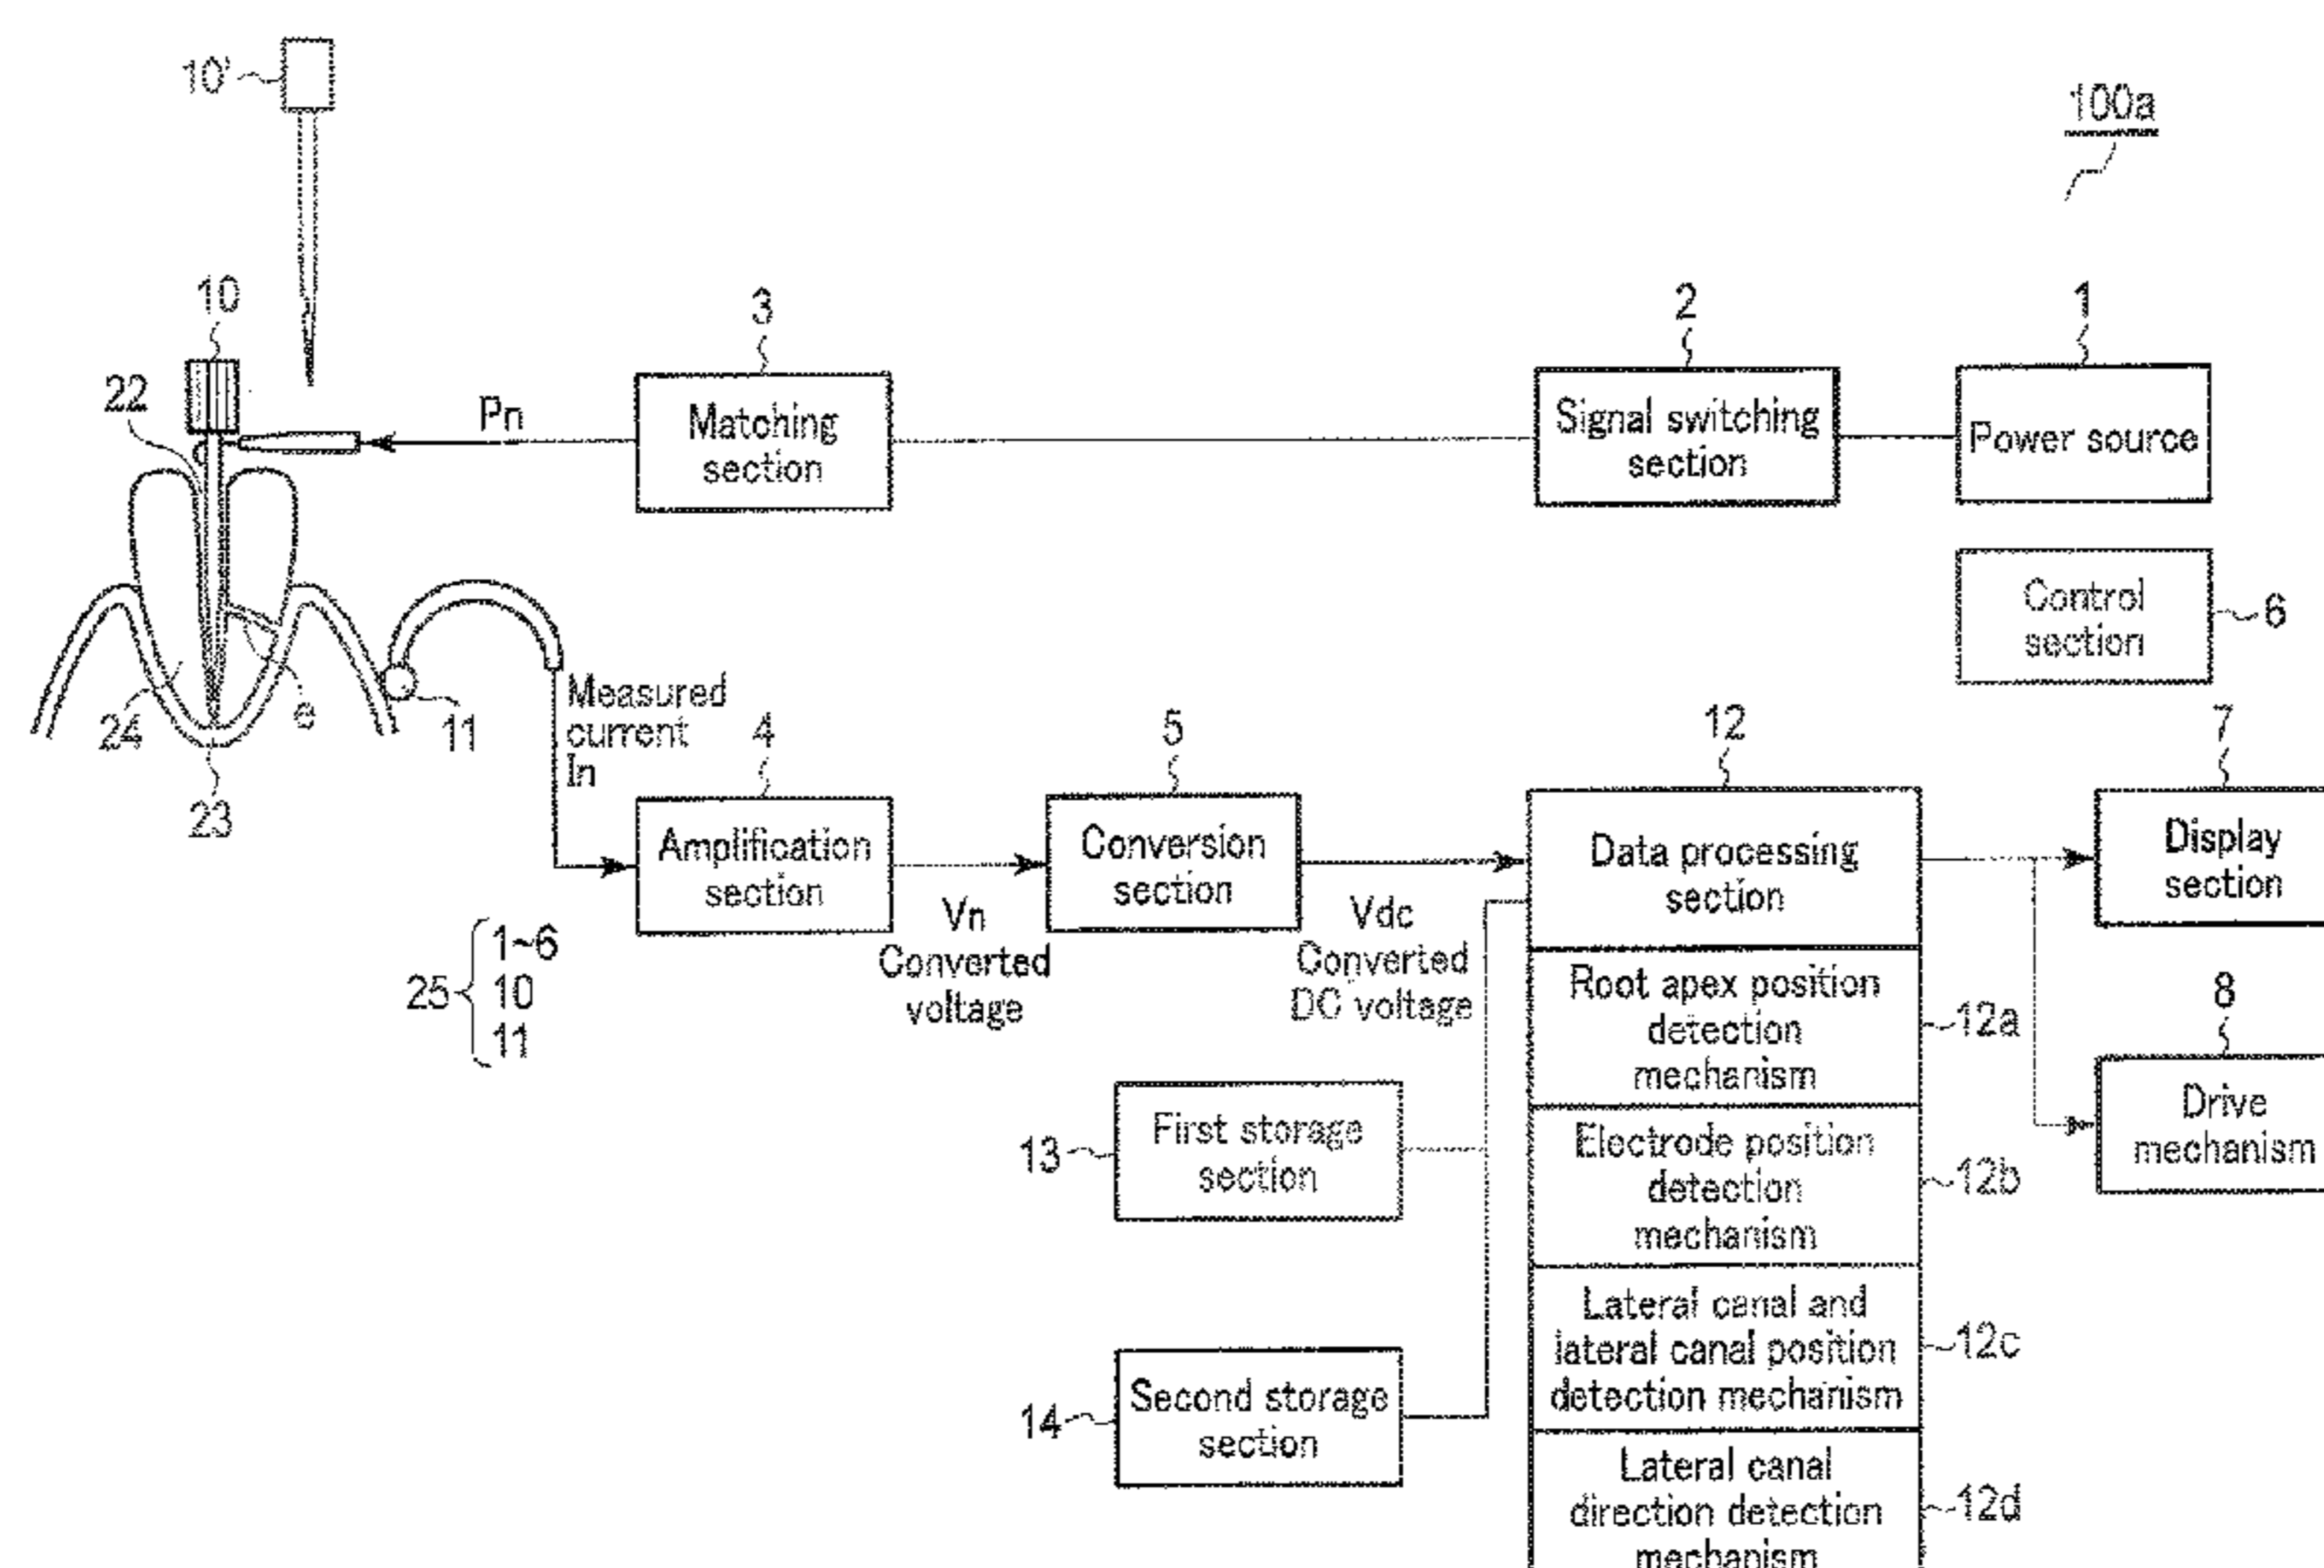 10'
100a
10
3
2
1
22
Pn
Matching
section
Signal switching
section
Power source
Control
section
6
24
e
11
23
Measured
current
In
4
5
12
7
Amplification
section
Conversion
section
Data processing
section
Display
section
Vn
Converted
voltage
Vdc
Converted
DC voltage
25
1~6
10
11
Root apex position
detection
mechanism
12a
8
Drive
mechanism
13
First storage
section
Electrode position
detection
mechanism
12b
14
Second storage
section
Lateral canal and
lateral canal position
detection mechanism
12c
Lateral canal
direction detection
mechanism
12d